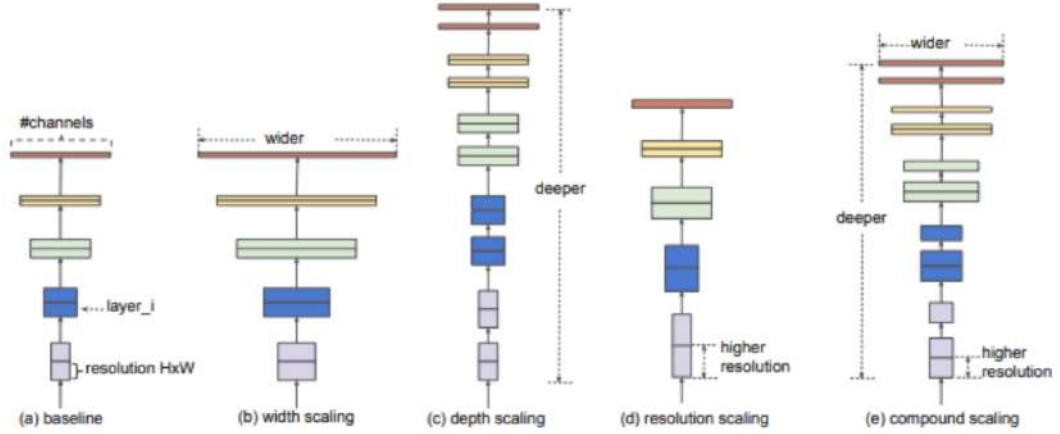 #channels
layer_i
resolution HxW
(a) baseline
wider
(b) width scaling
deeper
(c) depth scaling
higher
resolution
(d) resolution scaling
wider
deeper
higher
resolution
(e) compound scaling